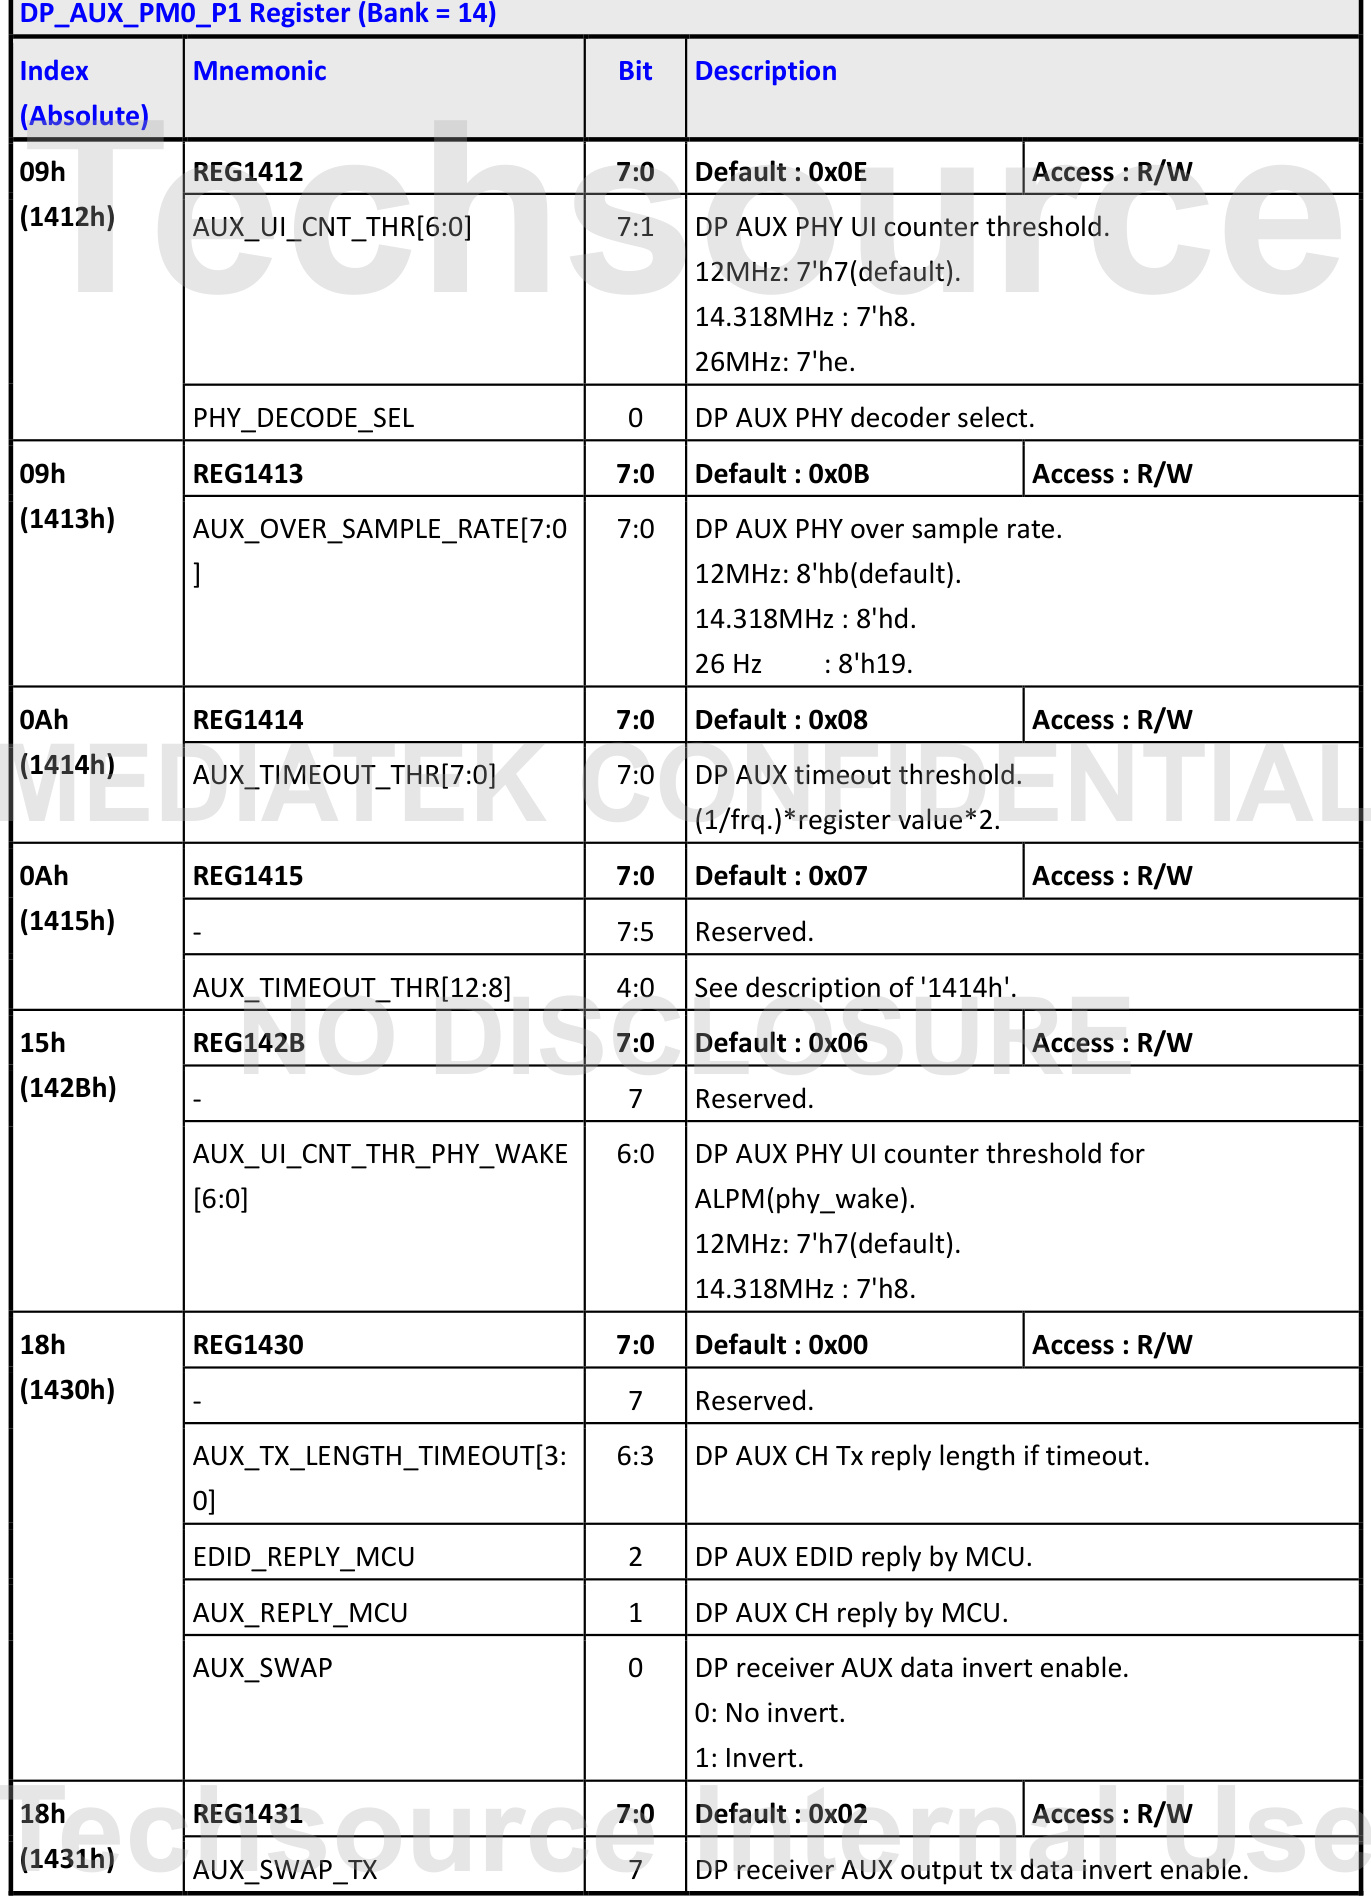 DP_AUX_PM0_P1 Register (Bank = 14)
Index (Absolute) Mnemonic Bit Description
09h (1412h) REG1412 7:0 Default : 0x0E Access : R/W
AUX_UI_CNT_THR[6:0] 7:1 DP AUX PHY UI counter threshold.
12MHz: 7'h7(default).
14.318MHz : 7'h8.
26MHz: 7'he.
PHY_DECODE_SEL 0 DP AUX PHY decoder select.
09h (1413h) REG1413 7:0 Default : 0x0B Access : R/W
AUX_OVER_SAMPLE_RATE[7:0] 7:0 DP AUX PHY over sample rate.
12MHz: 8'hb(default).
14.318MHz : 8'hd.
26 Hz : 8'h19.
0Ah (1414h) REG1414 7:0 Default : 0x08 Access : R/W
AUX_TIMEOUT_THR[7:0] 7:0 DP AUX timeout threshold.
(1/frq.)*register value*2.
0Ah (1415h) REG1415 7:0 Default : 0x07 Access : R/W
- 7:5 Reserved.
AUX_TIMEOUT_THR[12:8] 4:0 See description of '1414h'.
15h (142Bh) REG142B 7:0 Default : 0x06 Access : R/W
- 7 Reserved.
AUX_UI_CNT_THR_PHY_WAKE[6:0] 6:0 DP AUX PHY UI counter threshold for
ALPM(phy_wake).
12MHz: 7'h7(default).
14.318MHz : 7'h8.
18h (1430h) REG1430 7:0 Default : 0x00 Access : R/W
- 7 Reserved.
AUX_TX_LENGTH_TIMEOUT[3:0] 6:3 DP AUX CH Tx reply length if timeout.
EDID_REPLY_MCU 2 DP AUX EDID reply by MCU.
AUX_REPLY_MCU 1 DP AUX CH reply by MCU.
AUX_SWAP 0 DP receiver AUX data invert enable.
0: No invert.
1: Invert.
18h (1431h) REG1431 7:0 Default : 0x02 Access : R/W
AUX_SWAP_TX 7 DP receiver AUX output tx data invert enable.
Techsource
MEDIATEK CONFIDENTIAL
NO DISCLOSURE
Techsource Internal Use